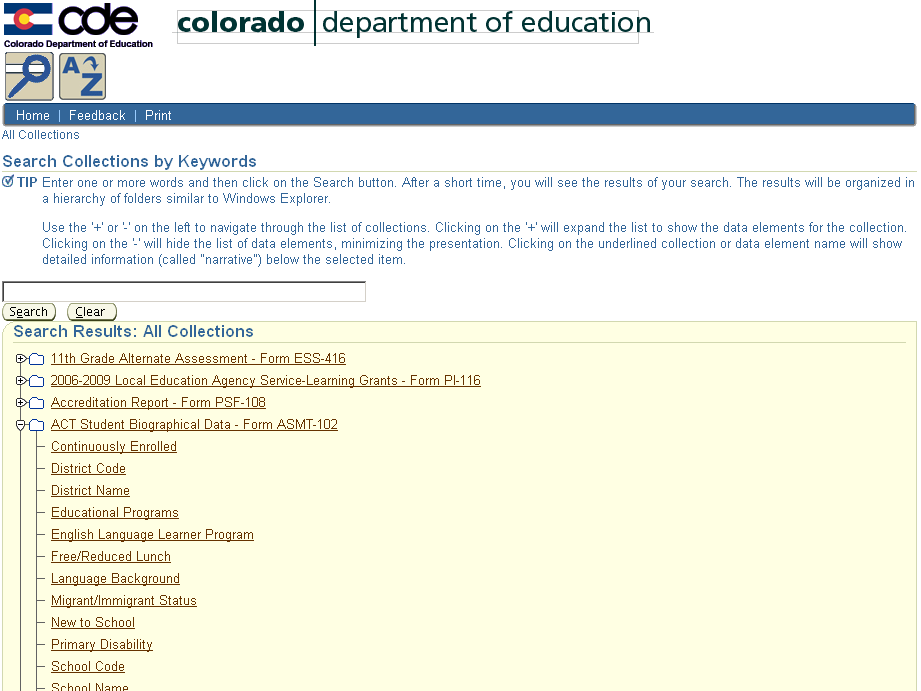 cde
Colorado Department of Education
colorado department of education
A Z
Home | Feedback | Print
All Collections
Search Collections by Keywords
TIP Enter one or more words and then click on the Search button. After a short time, you will see the results of your search. The results will be organized in
a hierarchy of folders similar to Windows Explorer.
Use the '+' or '-' on the left to navigate through the list of collections. Clicking on the '+' will expand the list to show the data elements for the collection.
Clicking on the '-' will hide the list of data elements, minimizing the presentation. Clicking on the underlined collection or data element name will show
detailed information (called "narrative") below the selected item.
Search Clear
Search Results: All Collections
11th Grade Alternate Assessment - Form ESS-416
2006-2009 Local Education Agency Service-Learning Grants - Form PI-116
Accreditation Report - Form PSF-108
ACT Student Biographical Data - Form ASMT-102
Continuously Enrolled
District Code
District Name
Educational Programs
English Language Learner Program
Free/Reduced Lunch
Language Background
Migrant/Immigrant Status
New to School
Primary Disability
School Code
School Name